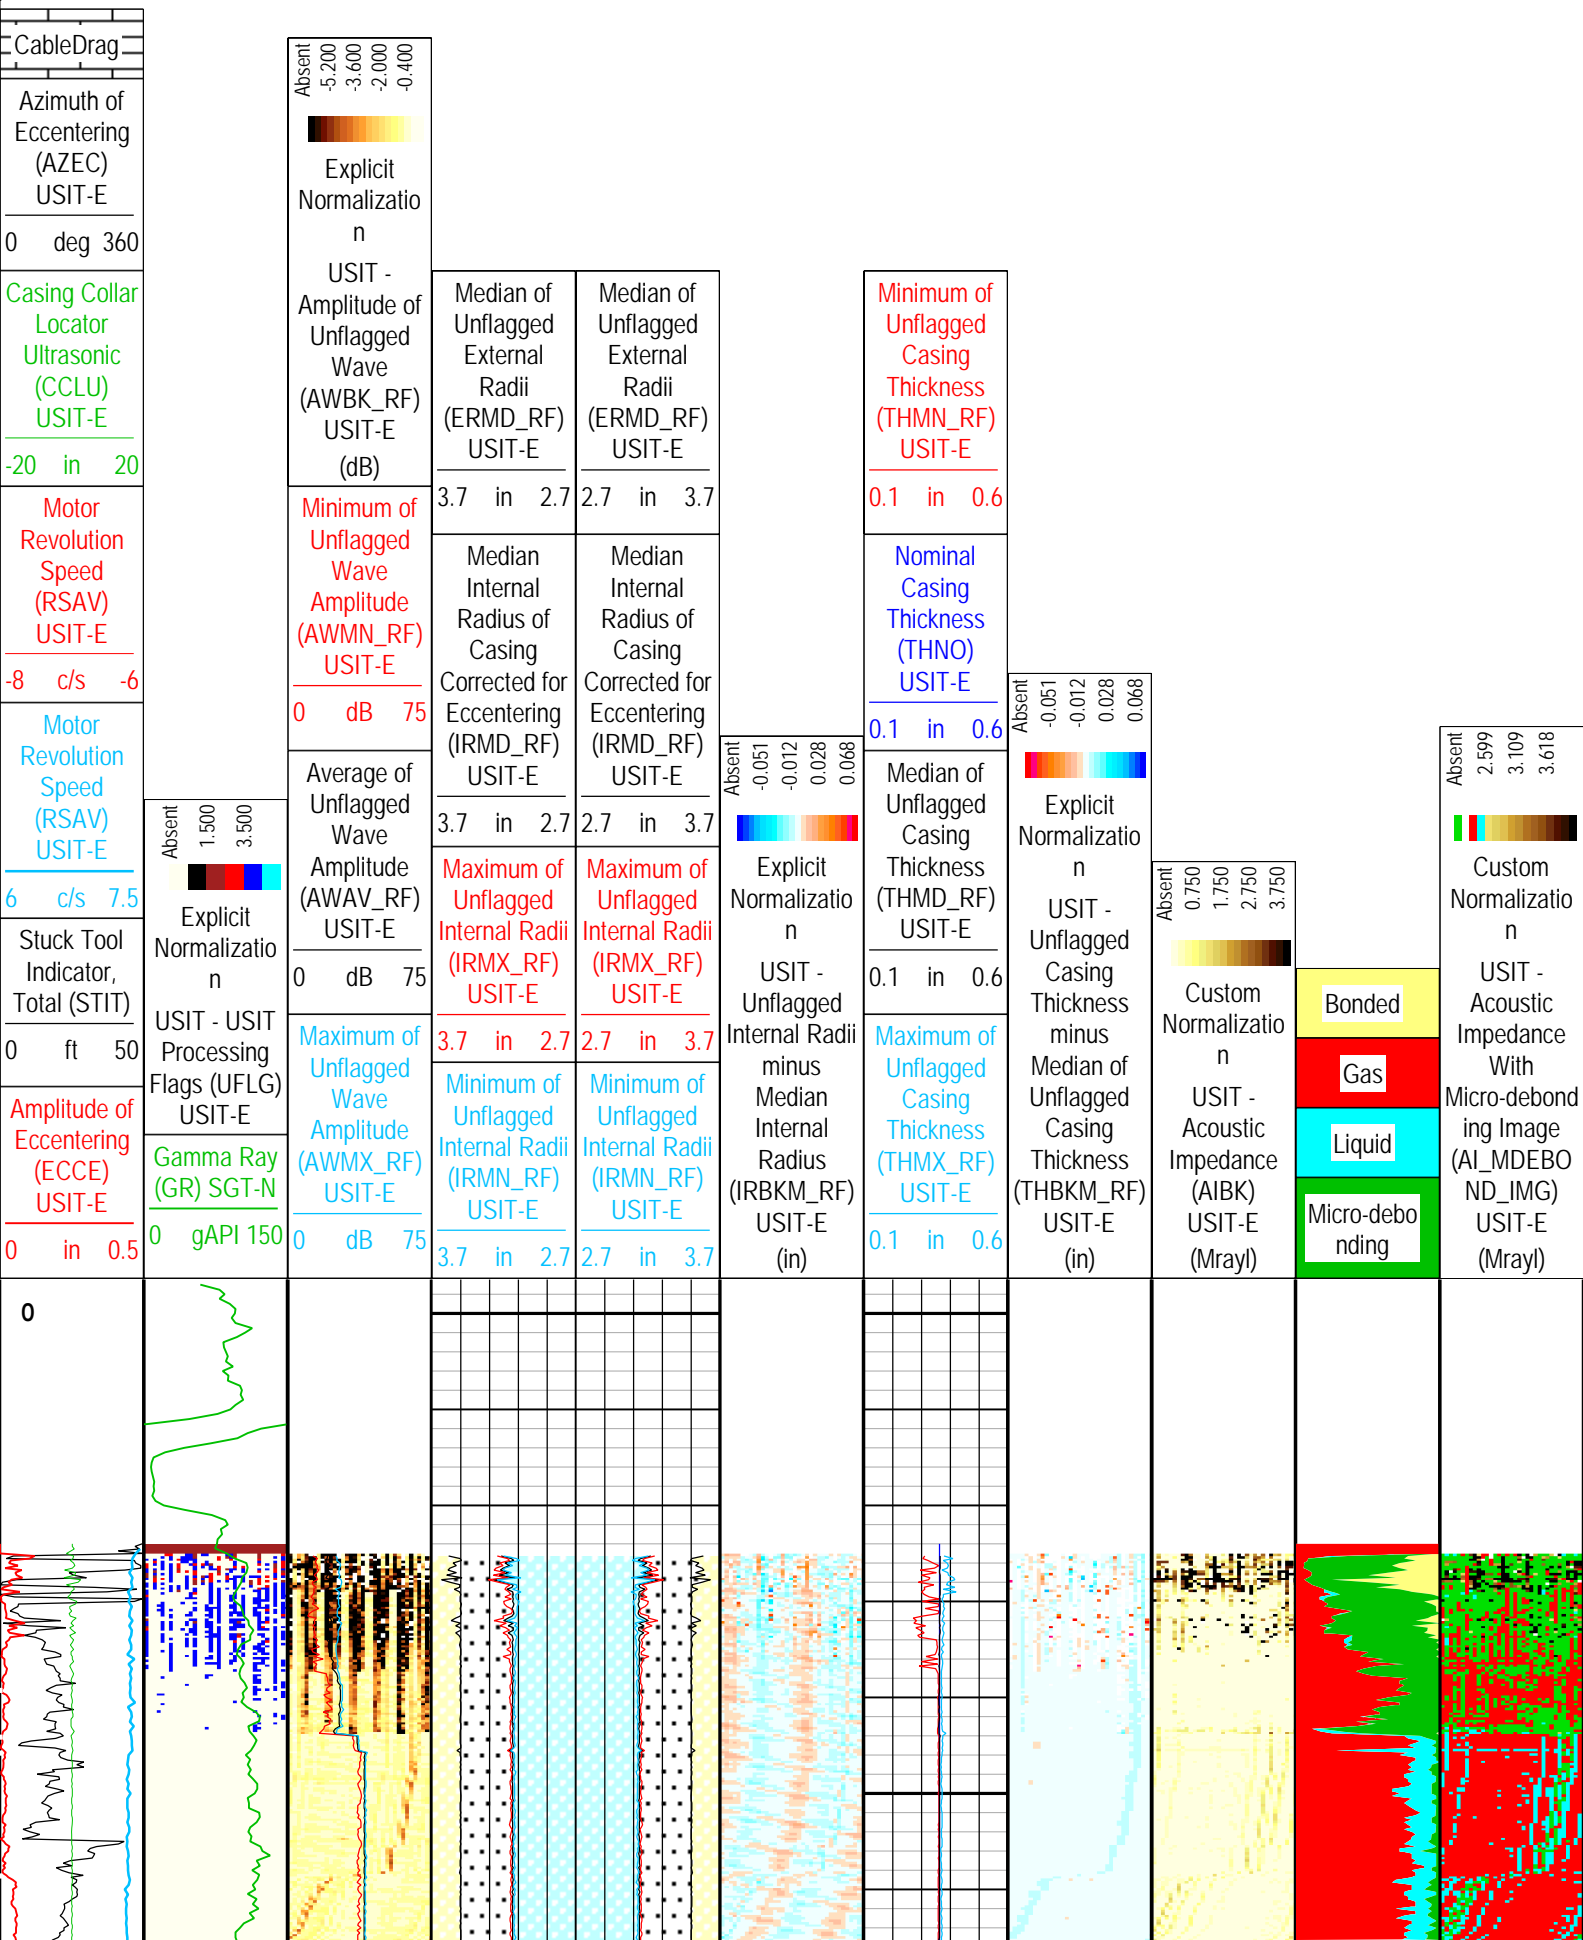 CableDrag
Azimuth of
Eccentering
(AZEC)
USIT-E
0 deg 360
Casing Collar
Locator
Ultrasonic
(CCLU)
USIT-E
-20 in 20
Motor
Revolution
Speed
(RSAV)
USIT-E
-8 c/s -6
Motor
Revolution
Speed
(RSAV)
USIT-E
6 c/s 7.5
Stuck Tool
Indicator,
Total (STIT)
0 ft 50
Amplitude of
Eccentering
(ECCE)
USIT-E
0 in 0.5
Absent
1.500
3.500
Explicit
Normalizatio
n
USIT - USIT
Processing
Flags (UFLG)
USIT-E
Gamma Ray
(GR) SGT-N
0 gAPI 150
Absent
-5.200
-3.600
-2.000
-0.400
Explicit
Normalizatio
n
USIT -
Amplitude of
Unflagged
Wave
(AWBK_RF)
USIT-E
(dB)
Minimum of
Unflagged
Wave
Amplitude
(AWMN_RF)
USIT-E
0 dB 75
Average of
Unflagged
Wave
Amplitude
(AWAV_RF)
USIT-E
0 dB 75
Maximum of
Unflagged
Wave
Amplitude
(AWMX_RF)
USIT-E
0 dB 75
Median of
Unflagged
External
Radii
(ERMD_RF)
USIT-E
3.7 in 2.7
Median
Internal
Radius of
Casing
Corrected for
Eccentering
(IRMD_RF)
USIT-E
3.7 in 2.7
Maximum of
Unflagged
Internal Radii
(IRMX_RF)
USIT-E
3.7 in 2.7
Minimum of
Unflagged
Internal Radii
(IRMN_RF)
USIT-E
3.7 in 2.7
Median of
Unflagged
External
Radii
(ERMD_RF)
USIT-E
2.7 in 3.7
Median
Internal
Radius of
Casing
Corrected for
Eccentering
(IRMD_RF)
USIT-E
2.7 in 3.7
Maximum of
Unflagged
Internal Radii
(IRMX_RF)
USIT-E
2.7 in 3.7
Minimum of
Unflagged
Internal Radii
(IRMN_RF)
USIT-E
2.7 in 3.7
Absent
-0.051
-0.012
0.028
0.068
Explicit
Normalizatio
n
USIT -
Unflagged
Internal Radii
minus
Median
Internal
Radius
(IRBKM_RF)
USIT-E
(in)
Minimum of
Unflagged
Casing
Thickness
(THMN_RF)
USIT-E
0.1 in 0.6
Nominal
Casing
Thickness
(THNO)
USIT-E
0.1 in 0.6
Median of
Unflagged
Casing
Thickness
(THMD_RF)
USIT-E
0.1 in 0.6
Maximum of
Unflagged
Casing
Thickness
(THMX_RF)
USIT-E
0.1 in 0.6
Absent
-0.051
-0.012
0.028
0.068
Explicit
Normalizatio
n
USIT -
Unflagged
Casing
Thickness
minus
Median of
Unflagged
Casing
Thickness
(THBKM_RF)
USIT-E
(in)
Absent
0.750
1.750
2.750
3.750
Custom
Normalizatio
n
USIT -
Acoustic
Impedance
(AIBK)
USIT-E
(Mrayl)
Bonded
Gas
Liquid
Micro-debo
nding
Absent
2.599
3.109
3.618
Custom
Normalizatio
n
USIT -
Acoustic
Impedance
With
Micro-debond
ing Image
(AI_MDEBO
ND_IMG)
USIT-E
(Mrayl)
0